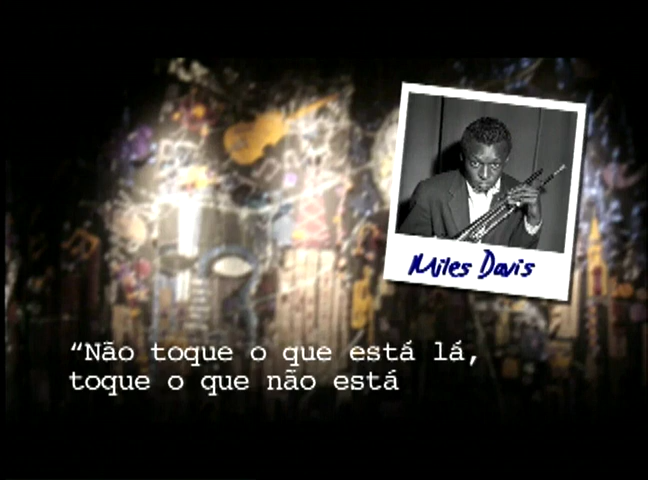 Miles Davis
“Não toque o que está lá,
toque o que não está